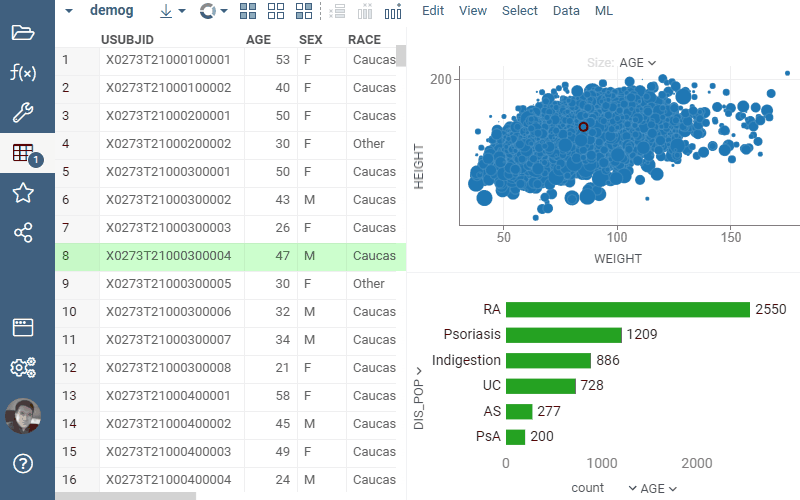 demog
Edit View Select Data ML
USUBJID AGE SEX RACE
1 X0273T21000100001 53 F Caucas
2 X0273T21000100002 40 F Caucas
3 X0273T21000200001 50 F Caucas
4 X0273T21000200002 30 F Other
5 X0273T21000300001 50 F Caucas
6 X0273T21000300002 43 M Caucas
7 X0273T21000300003 26 F Caucas
8 X0273T21000300004 47 M Caucas
9 X0273T21000300005 30 F Other
10 X0273T21000300006 32 M Caucas
11 X0273T21000300007 34 M Caucas
12 X0273T21000300008 21 F Caucas
13 X0273T21000400001 58 F Caucas
14 X0273T21000400002 45 M Caucas
15 X0273T21000400003 49 F Caucas
16 X0273T21000400004 24 M Caucas
f(x)
1
Size: AGE
200
HEIGHT
50 100 150
WEIGHT
RA 2550
Psoriasis 1209
Indigestion 886
UC 728
AS 277
PsA 200
DIS_POP
0 1000 2000
count AGE